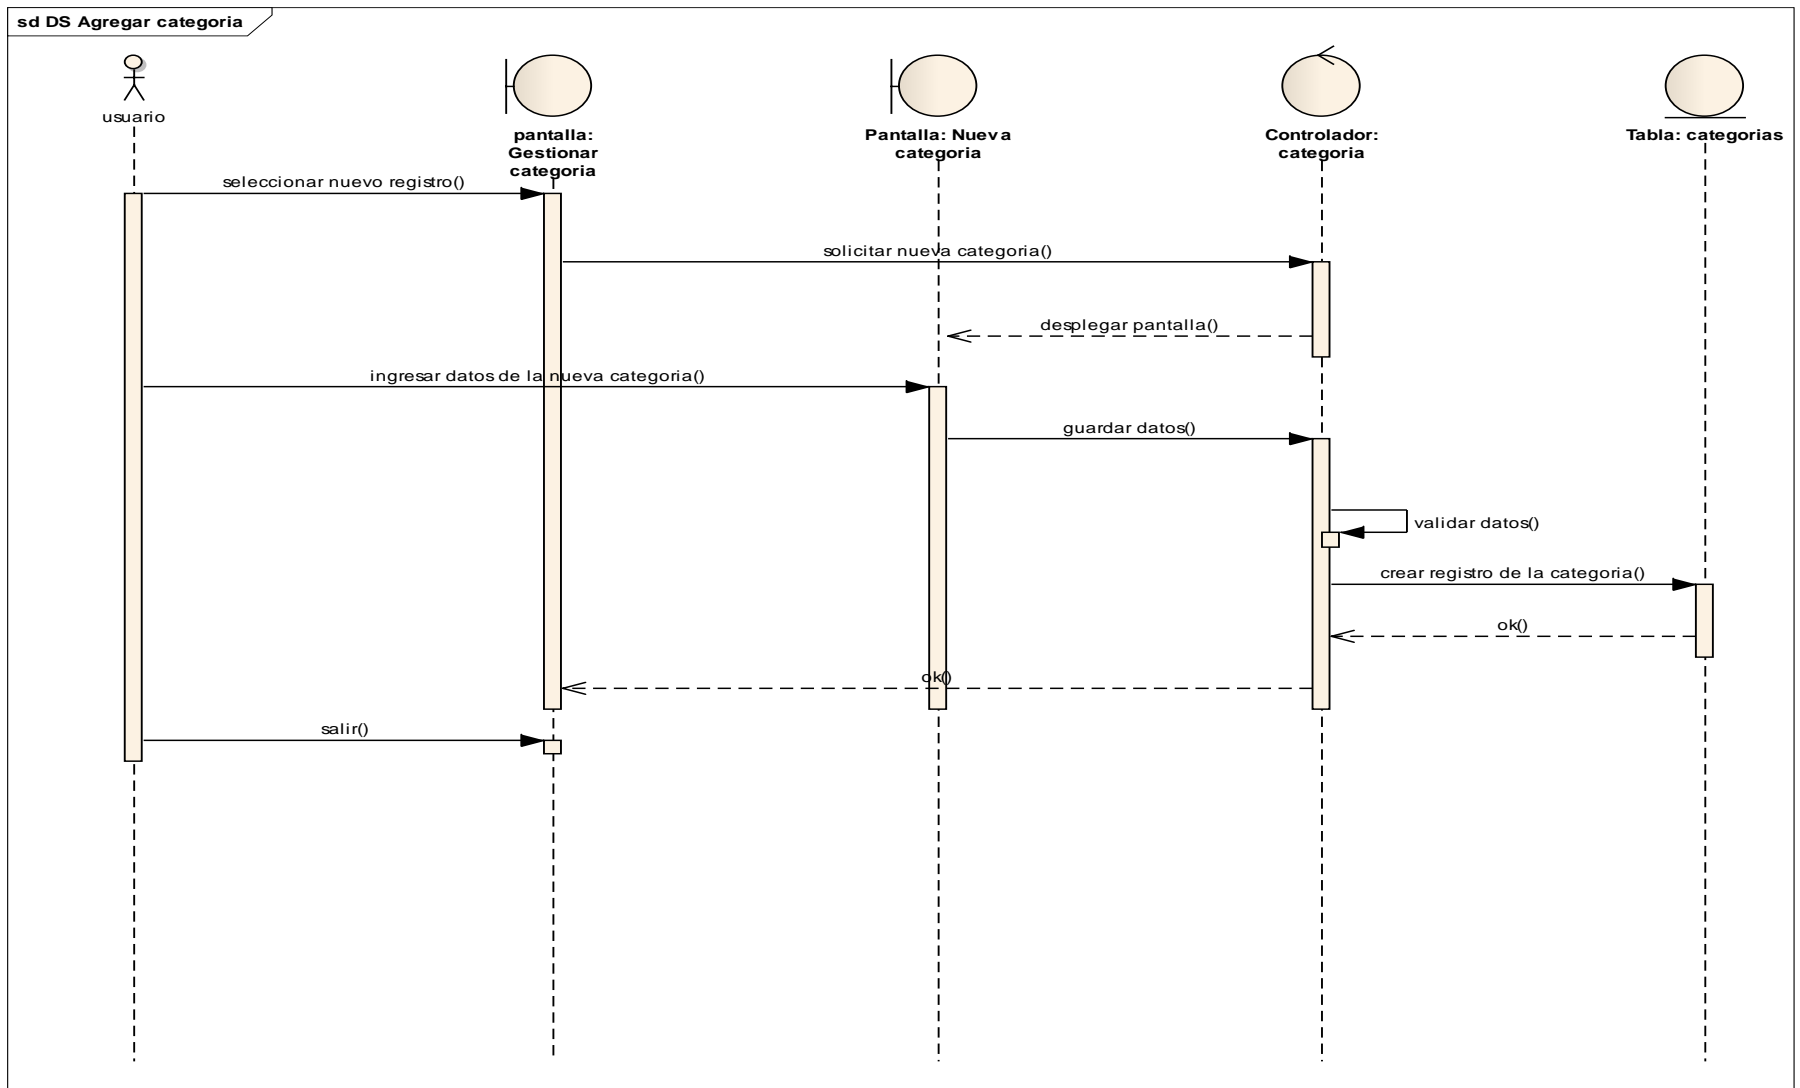 sd DS Agregar categoria
usuario
pantalla:
Gestionar
categoria
Pantalla: Nueva
categoria
Controlador:
categoria
Tabla: categorias
seleccionar nuevo registro()
solicitar nueva categoria()
desplegar pantalla()
ingresar datos de la nueva categoria()
guardar datos()
validar datos()
crear registro de la categoria()
ok()
ok()
salir()